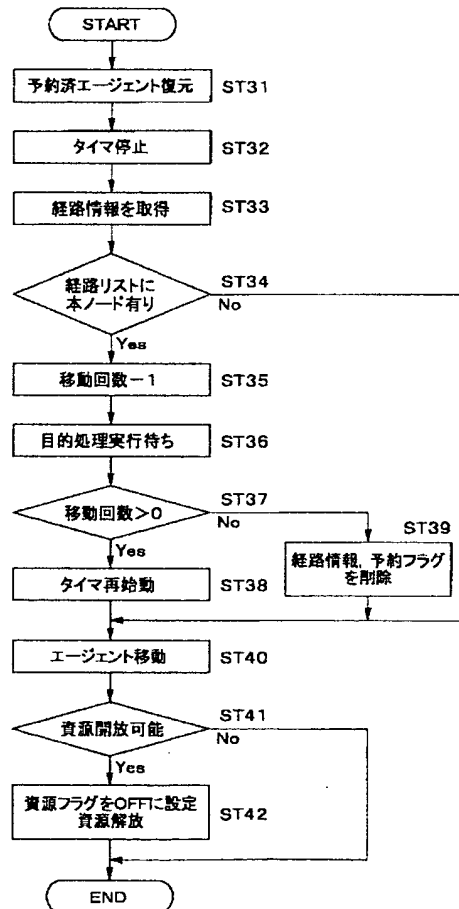 START
予約済エージェント復元
ST31
タイマ停止
ST32
経路情報を取得
ST33
経路リストに
本ノード有り
ST34
No
Yes
移動回数−1
ST35
目的処理実行待ち
ST36
移動回数>0
ST37
No
Yes
ST39
経路情報,予約フラグ
を削除
タイマ再始動
ST38
エージェント移動
ST40
資源開放可能
ST41
No
Yes
資源フラグをOFFに設定
資源解放
ST42
END